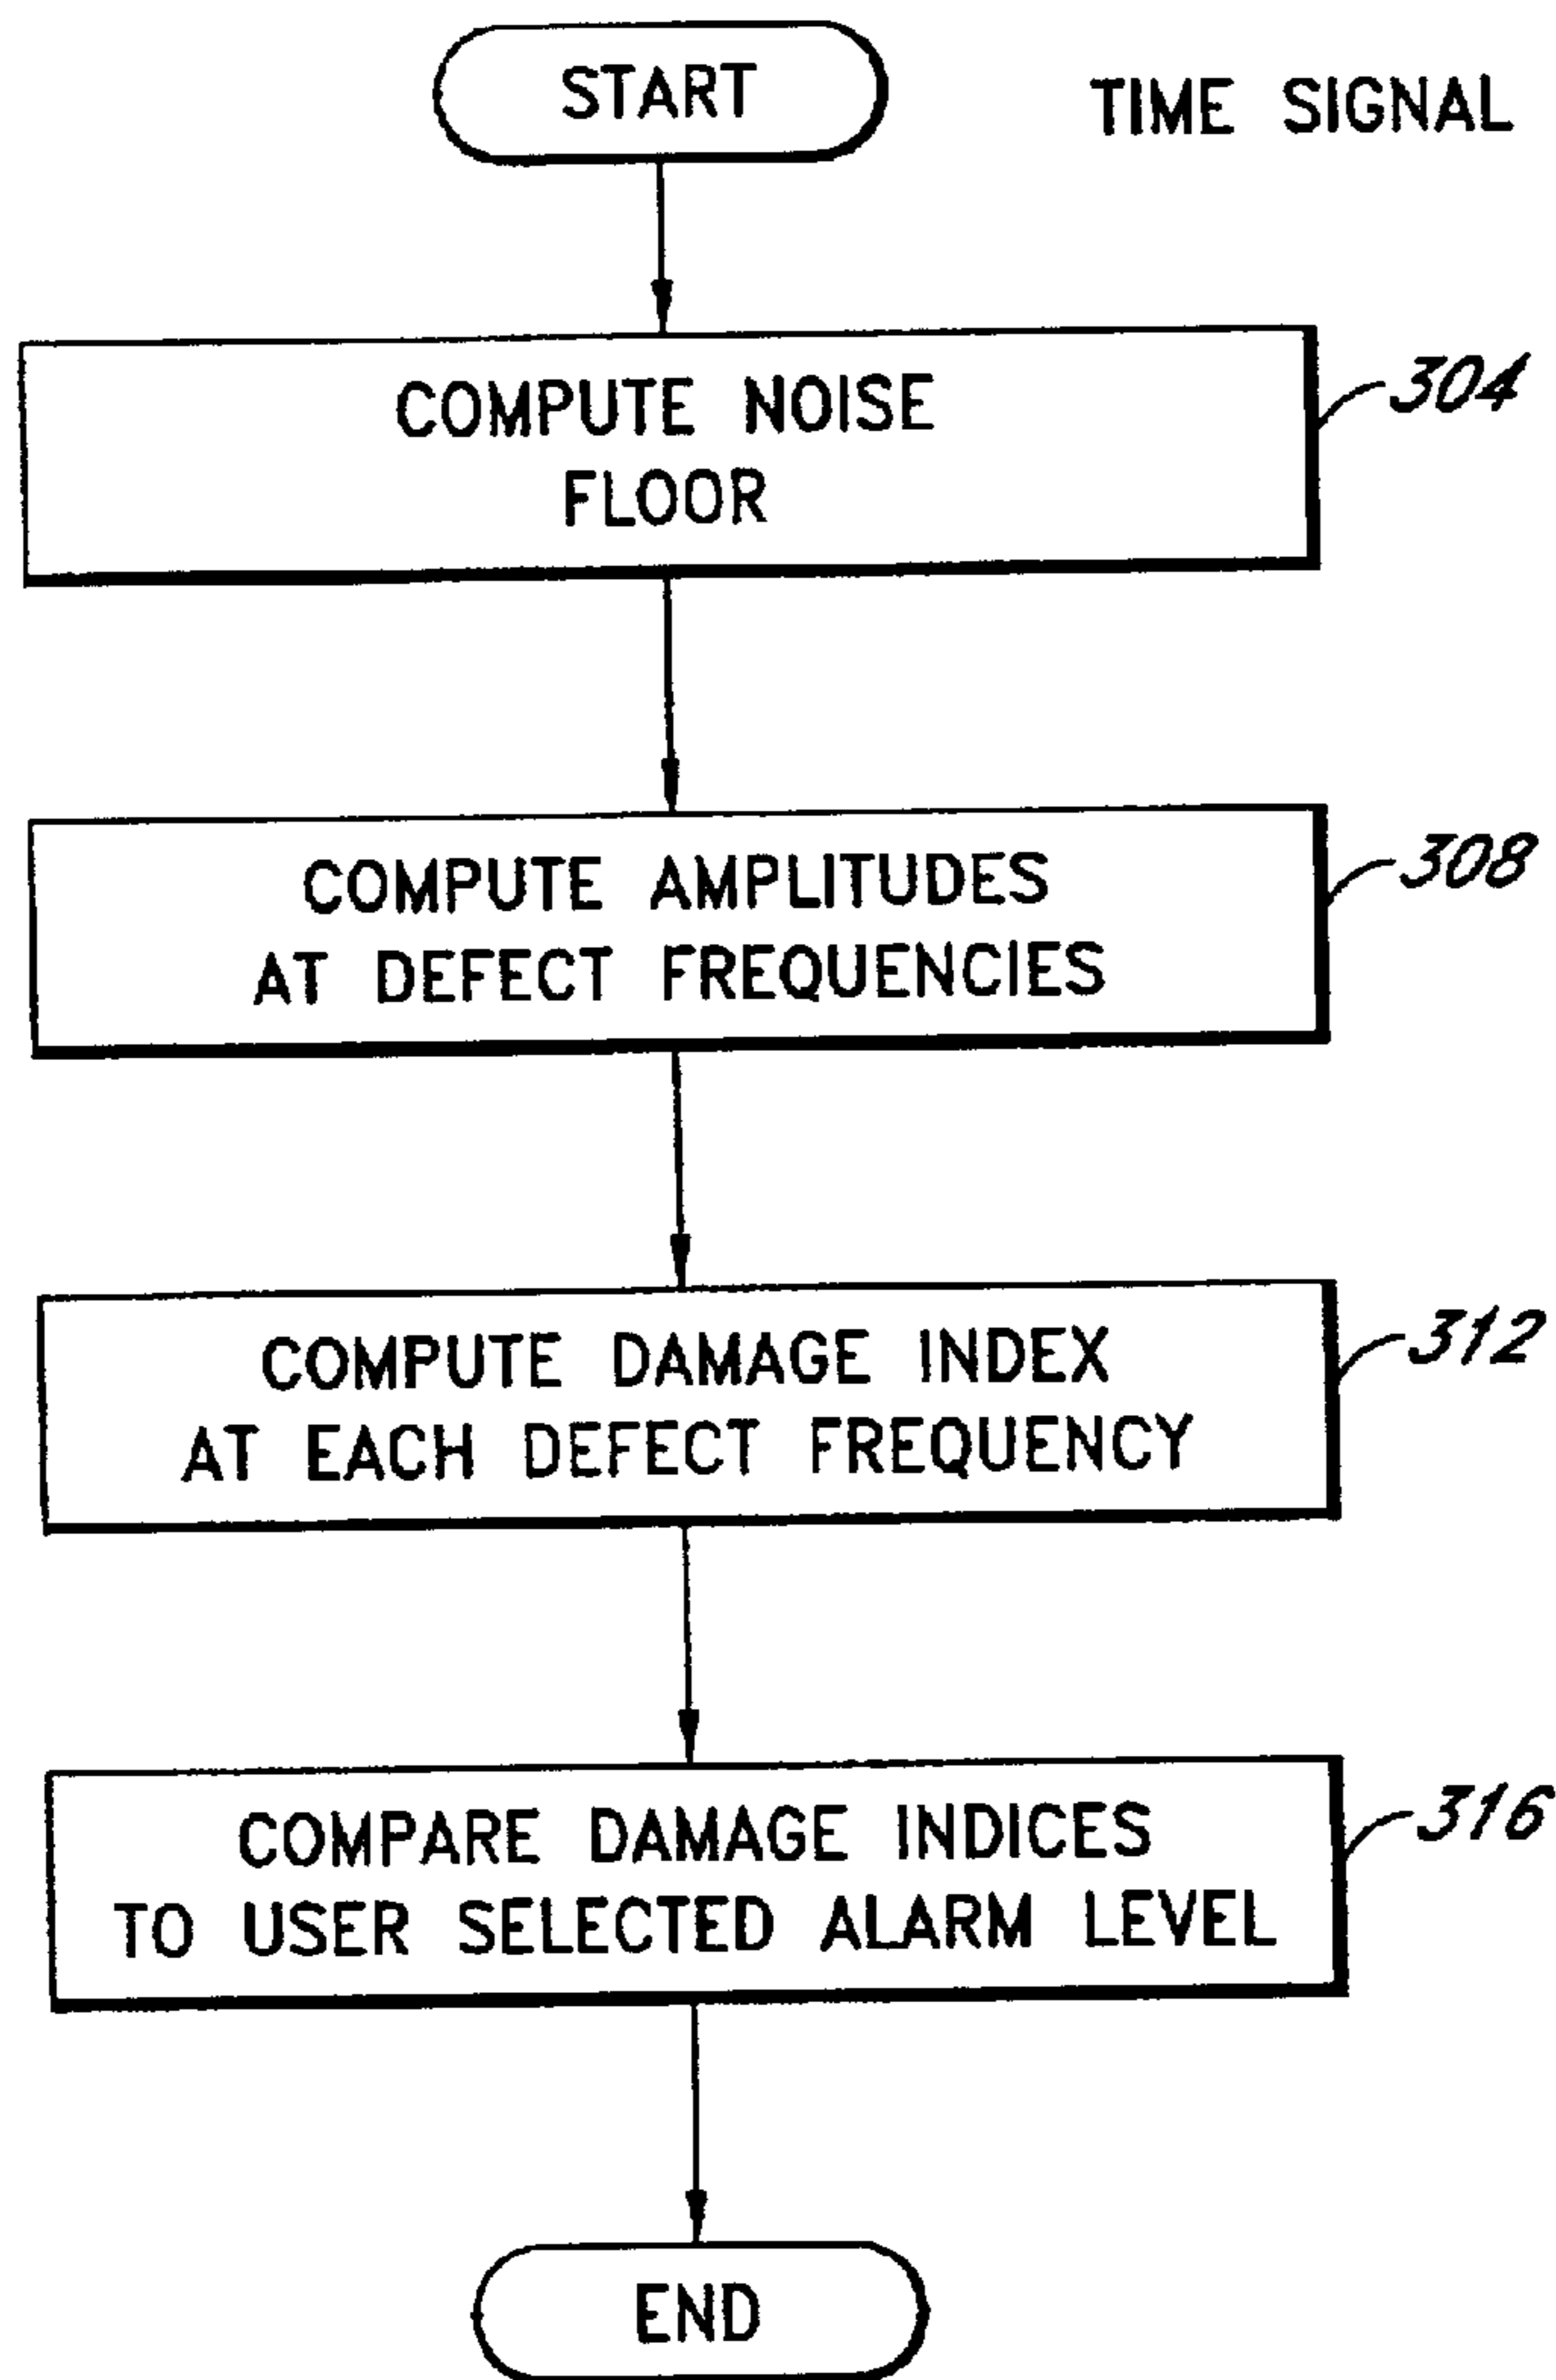 START
TIME SIGNAL
COMPUTE NOISE
FLOOR
304
COMPUTE AMPLITUDES
AT DEFECT FREQUENCIES
308
COMPUTE DAMAGE INDEX
AT EACH DEFECT FREQUENCY
312
COMPARE DAMAGE INDICES
TO USER SELECTED ALARM LEVEL
316
END